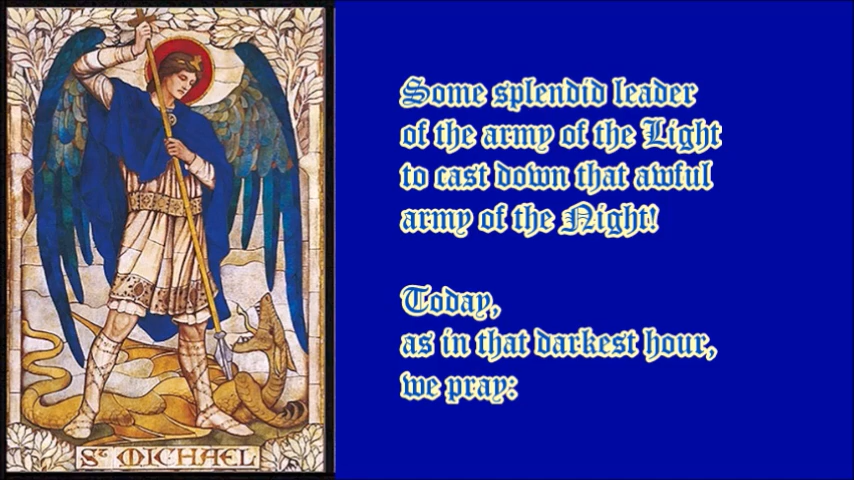 Some splendid leader
of the army of the Light
to cast down that awful
army of the Night!
Today,
as in that darkest hour,
we pray:
St MICHAEL